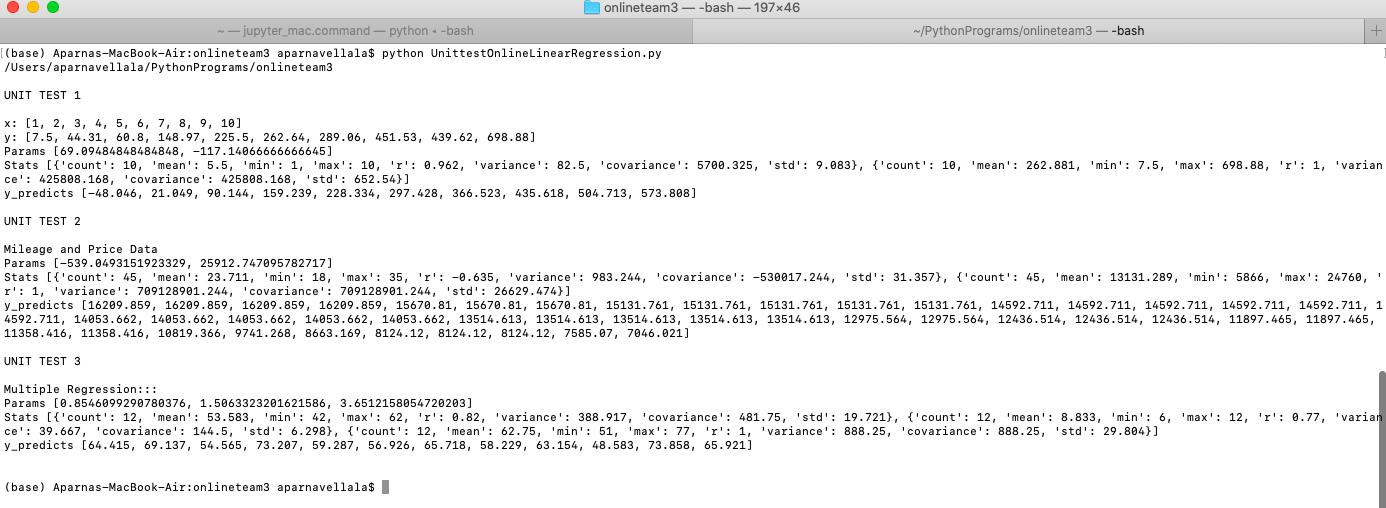 onlineteam3 — -bash — 197×46
~ — jupyter_mac.command — python ◂ -bash
~/PythonPrograms/onlineteam3 — -bash
(base) Aparnas-MacBook-Air:onlineteam3 aparnavellala$ python UnittestOnlineLinearRegression.py
/Users/aparnavellala/PythonPrograms/onlineteam3
UNIT TEST 1
x: [1, 2, 3, 4, 5, 6, 7, 8, 9, 10]
y: [7.5, 44.31, 60.8, 148.97, 225.5, 262.64, 289.06, 451.53, 439.62, 698.88]
Params [69.09484848484848, -117.14066666666645]
Stats [{'count': 10, 'mean': 5.5, 'min': 1, 'max': 10, 'r': 0.962, 'variance': 82.5, 'covariance': 5700.325, 'std': 9.083}, {'count': 10, 'mean': 262.881, 'min': 7.5, 'max': 698.88, 'r': 1, 'varian
ce': 425808.168, 'covariance': 425808.168, 'std': 652.54}]
y_predicts [-48.046, 21.049, 90.144, 159.239, 228.334, 297.428, 366.523, 435.618, 504.713, 573.808]
UNIT TEST 2
Mileage and Price Data
Params [-539.0493151923329, 25912.747095782717]
Stats [{'count': 45, 'mean': 23.711, 'min': 18, 'max': 35, 'r': -0.635, 'variance': 983.244, 'covariance': -530017.244, 'std': 31.357}, {'count': 45, 'mean': 13131.289, 'min': 5866, 'max': 24760, '
r': 1, 'variance': 709128901.244, 'covariance': 709128901.244, 'std': 26629.474}]
y_predicts [16209.859, 16209.859, 16209.859, 16209.859, 15670.81, 15670.81, 15670.81, 15131.761, 15131.761, 15131.761, 15131.761, 15131.761, 14592.711, 14592.711, 14592.711, 14592.711, 14592.711, 1
4592.711, 14053.662, 14053.662, 14053.662, 14053.662, 14053.662, 13514.613, 13514.613, 13514.613, 13514.613, 13514.613, 12975.564, 12975.564, 12436.514, 12436.514, 12436.514, 11897.465, 11897.465,
11358.416, 11358.416, 10819.366, 9741.268, 8663.169, 8124.12, 8124.12, 8124.12, 7585.07, 7046.021]
UNIT TEST 3
Multiple Regression:::
Params [0.8546099290780376, 1.5063323201621586, 3.6512158054720203]
Stats [{'count': 12, 'mean': 53.583, 'min': 42, 'max': 62, 'r': 0.82, 'variance': 388.917, 'covariance': 481.75, 'std': 19.721}, {'count': 12, 'mean': 8.833, 'min': 6, 'max': 12, 'r': 0.77, 'varian
ce': 39.667, 'covariance': 144.5, 'std': 6.298}, {'count': 12, 'mean': 62.75, 'min': 51, 'max': 77, 'r': 1, 'variance': 888.25, 'covariance': 888.25, 'std': 29.804}]
y_predicts [64.415, 69.137, 54.565, 73.207, 59.287, 56.926, 65.718, 58.229, 63.154, 48.583, 73.858, 65.921]
(base) Aparnas-MacBook-Air:onlineteam3 aparnavellala$